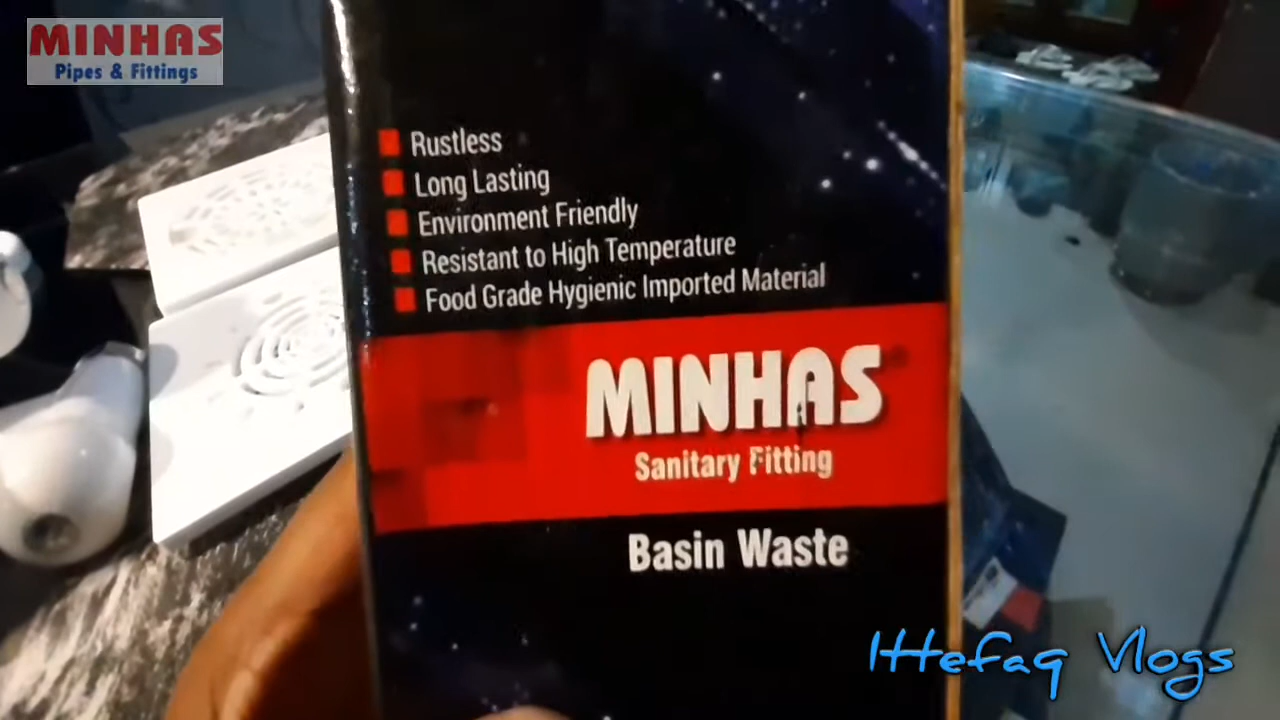 MINHAS
Pipes & Fittings
Rustless
Long Lasting
Environment Friendly
Resistant to High Temperature
Food Grade Hygienic Imported Material
MINHAS
Sanitary Fitting
Basin Waste
Ittefaq Vlogs